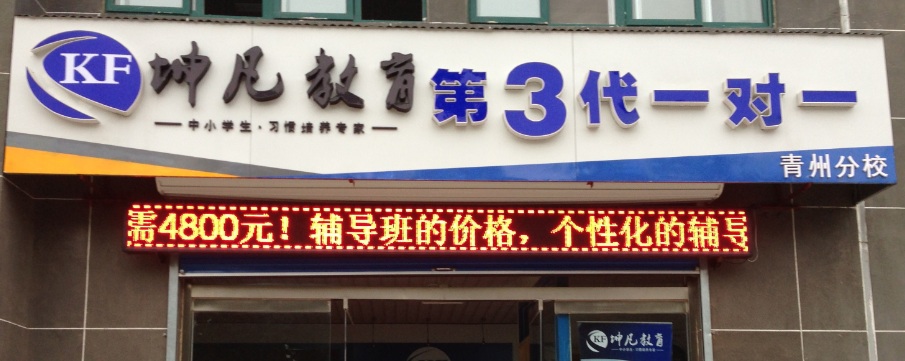 KF 坤凡教育 第3代一对一
中小学生·习惯培养专家
青州分校
需4800元！辅导班的价格，个性化的辅导
KF 坤凡教育